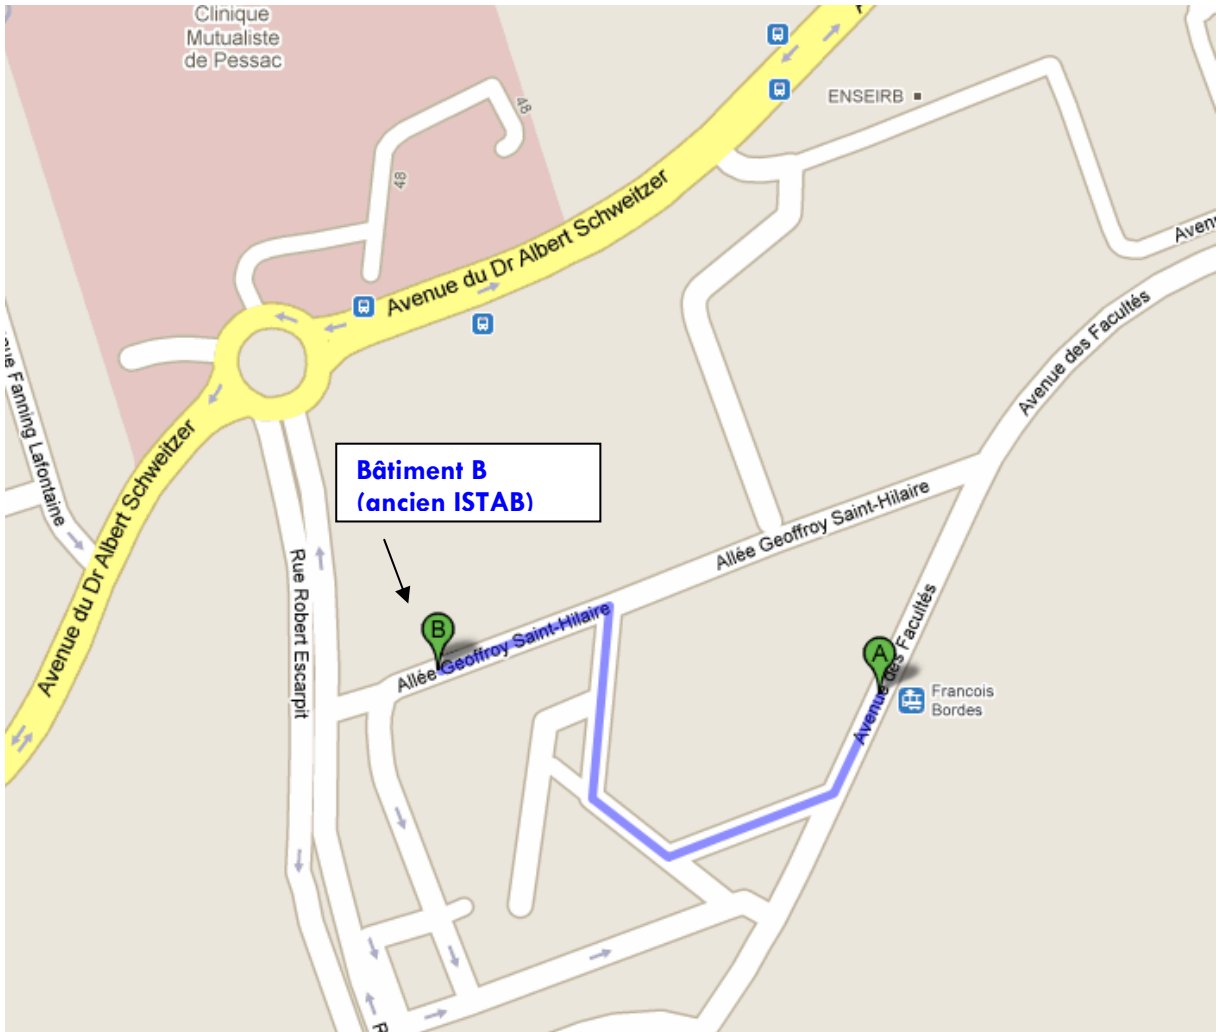 Clinique
Mutualiste
de Pessac
48
48
ENSEIRB
Avenue du Dr Albert Schweitzer
Avenue des Facultés
Fanning Lafontaine
Avenue du Dr Albert Schweitzer
Bâtiment B
(ancien ISTAB)
Allée Geoffroy Saint-Hilaire
Rue Robert Escarpit
B
Allée Geoffroy Saint-Hilaire
A
Avenue des Facultés
Francois
Bordes